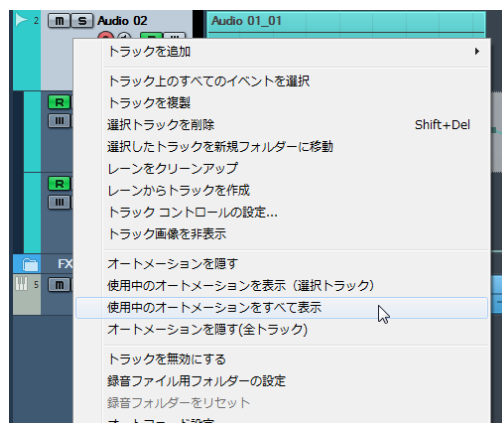 2 m S Audio 02 Audio 01_01
トラックを追加
トラック上のすべてのイベントを選択
トラックを複製
選択トラックを削除 Shift+Del
選択したトラックを新規フォルダーに移動
レーンをクリーンアップ
レーンからトラックを作成
トラック コントロールの設定...
トラック画像を非表示
オートメーションを隠す
使用中のオートメーションを表示（選択トラック）
使用中のオートメーションをすべて表示
オートメーションを隠す(全トラック)
トラックを無効にする
録音ファイル用フォルダーの設定
録音フォルダーをリセット
R
R
FX
5 m